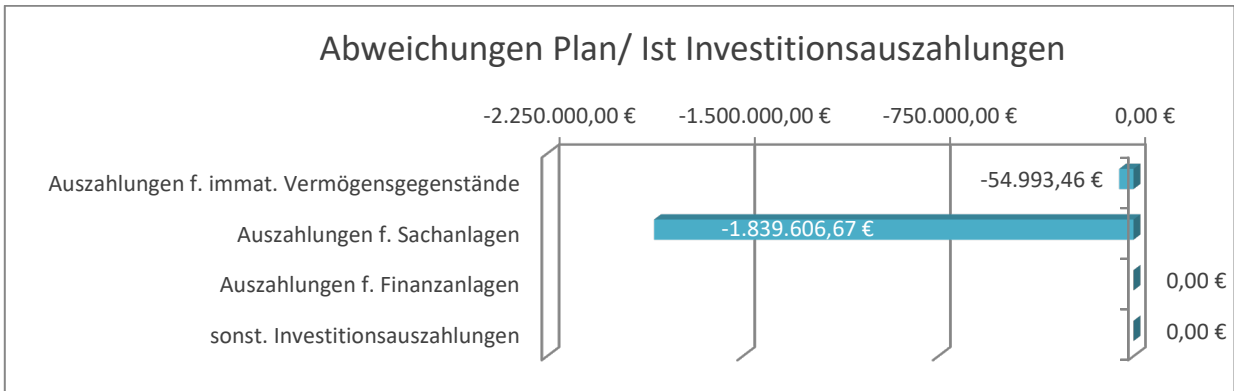 Abweichungen Plan/ Ist Investitionsauszahlungen
-2.250.000,00 € -1.500.000,00 € -750.000,00 € 0,00 €
Auszahlungen f. immat. Vermögensgegenstände -54.993,46 €
Auszahlungen f. Sachanlagen -1.839.606,67 €
Auszahlungen f. Finanzanlagen 0,00 €
sonst. Investitionsauszahlungen 0,00 €